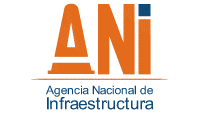 ANi
Agencia Nacional de
Infraestructura